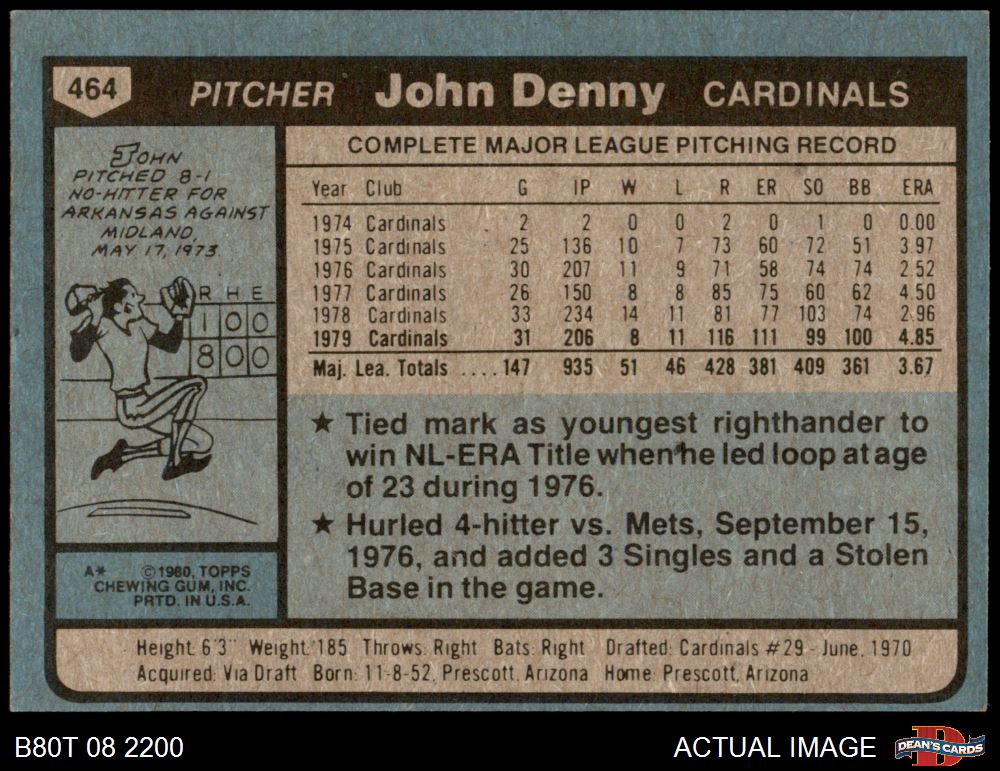 464 PITCHER John Denny CARDINALS
JOHN
PITCHED 8-1
NO-HITTER FOR
ARKANSAS AGAINST
MIDLAND,
MAY 17, 1973
R H E
1 0 0
8 0 0
COMPLETE MAJOR LEAGUE PITCHING RECORD
Year Club G IP W L R ER SO BB ERA
1974 Cardinals 2 2 0 0 2 0 1 0 0.00
1975 Cardinals 25 136 10 7 73 60 72 51 3.97
1976 Cardinals 30 207 11 9 71 58 74 74 2.52
1977 Cardinals 26 150 8 8 85 75 60 62 4.50
1978 Cardinals 33 234 14 11 81 77 103 74 2.96
1979 Cardinals 31 206 8 11 116 111 99 100 4.85
Maj. Lea. Totals .... 147 935 51 46 428 381 409 361 3.67
★ Tied mark as youngest righthander to
win NL-ERA Title when he led loop at age
of 23 during 1976.
★ Hurled 4-hitter vs. Mets, September 15,
1976, and added 3 Singles and a Stolen
Base in the game.
A* ©1980, TOPPS
CHEWING GUM, INC.
PRTD. IN U.S.A.
Height: 6'3" Weight: 185 Throws: Right Bats: Right Drafted: Cardinals #29 - June, 1970
Acquired: Via Draft Born: 11-8-52, Prescott, Arizona Home: Prescott, Arizona
B80T 08 2200 ACTUAL IMAGE DEAN'S CARDS